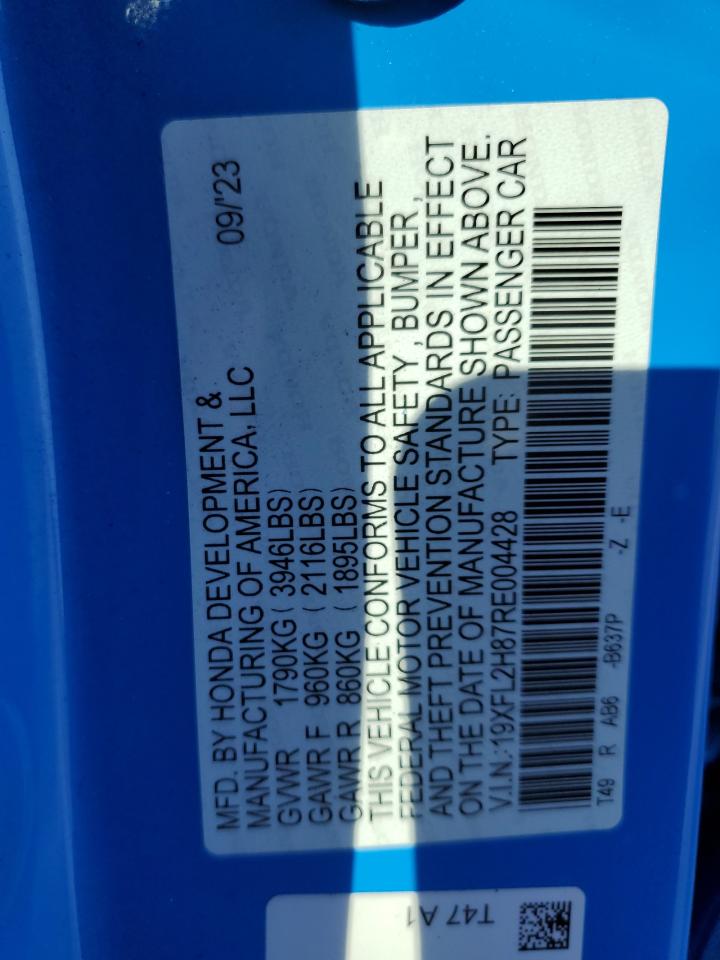 09/'23
MFD. BY HONDA DEVELOPMENT &
MANUFACTURING OF AMERICA, LLC
GVWR 1790KG ( 3946LBS)
GAWR F 960KG ( 2116LBS)
GAWR R 860KG ( 1895LBS)
THIS VEHICLE CONFORMS TO ALL APPLICABLE
FEDERAL MOTOR VEHICLE SAFETY , BUMPER ,
AND THEFT PREVENTION STANDARDS IN EFFECT
ON THE DATE OF MANUFACTURE SHOWN ABOVE.
V.I.N.:19XFL2H87RE004428 TYPE: PASSENGER CAR
T49 R AB6 -B637P -Z -E
T47 A1